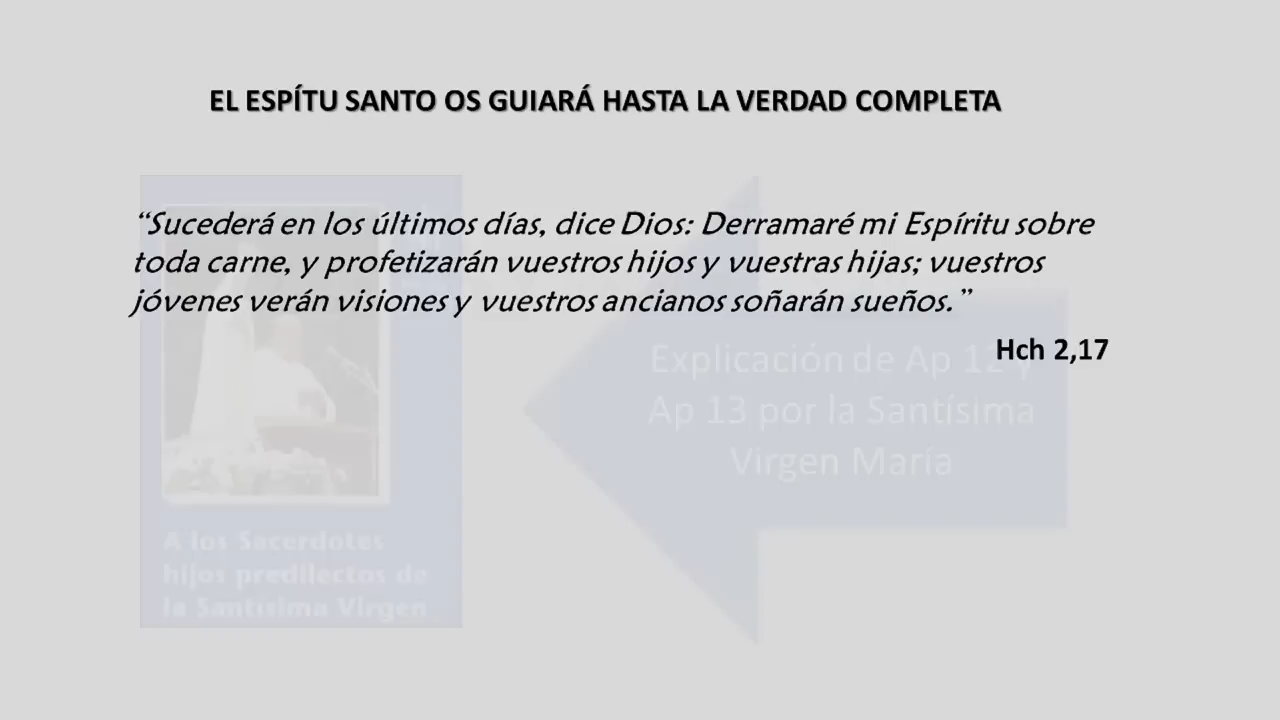 EL ESPÍTU SANTO OS GUIARÁ HASTA LA VERDAD COMPLETA
“Sucederá en los últimos días, dice Dios: Derramaré mi Espíritu sobre
toda carne, y profetizarán vuestros hijos y vuestras hijas; vuestros
jóvenes verán visiones y vuestros ancianos soñarán sueños.”
Hch 2,17
Explicación de Ap 12 y
Ap 13 por la Santísima
Virgen María
A los Sacerdotes
hijos predilectos de
la Santísima Virgen